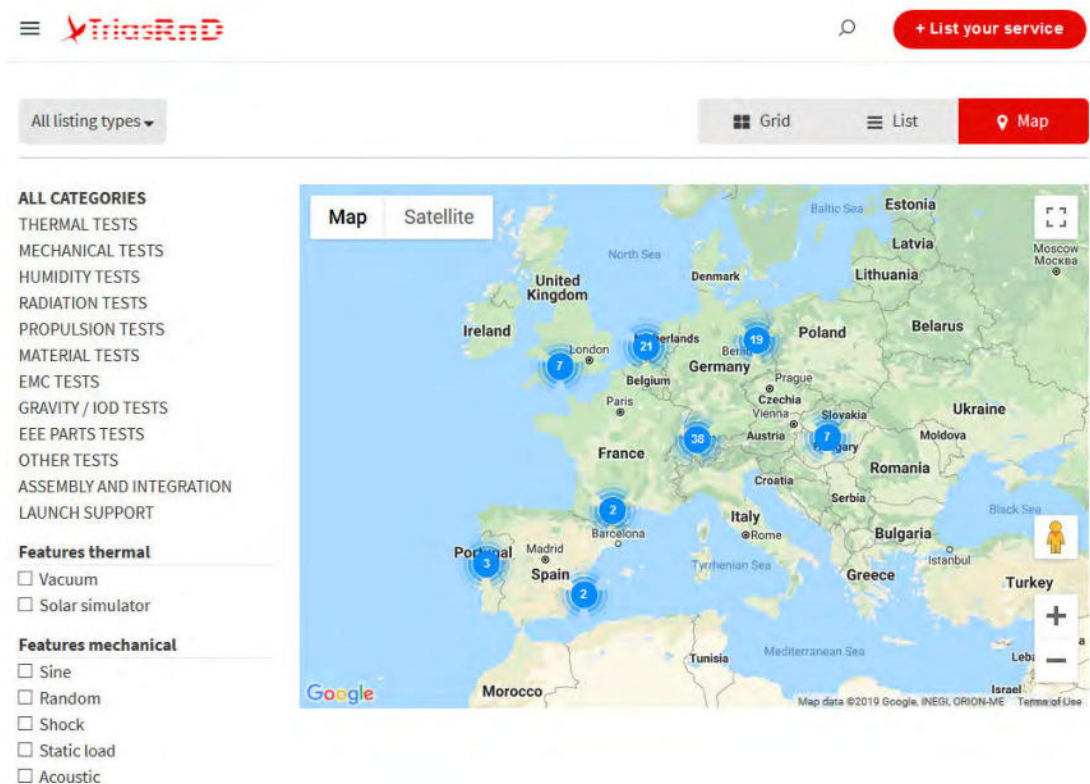 TriasRnD
+ List your service
All listing types
Grid
List
Map
ALL CATEGORIES
THERMAL TESTS
MECHANICAL TESTS
HUMIDITY TESTS
RADIATION TESTS
PROPULSION TESTS
MATERIAL TESTS
EMC TESTS
GRAVITY / IOD TESTS
EEE PARTS TESTS
OTHER TESTS
ASSEMBLY AND INTEGRATION
LAUNCH SUPPORT
Features thermal
☐ Vacuum
☐ Solar simulator
Features mechanical
☐ Sine
☐ Random
☐ Shock
☐ Static load
☐ Acoustic
Map
Satellite
Baltic Sea
Estonia
Latvia
Moscow
Москва
North Sea
Denmark
Lithuania
United
Kingdom
Ireland
London
21
19
Poland
Belarus
7
Germany
Belgium
Prague
Paris
Czechia
Vienna
Slovakia
Ukraine
38
Austria
7
Moldova
France
Romania
Croatia
Serbia
2
Italy
Black Sea
Barcelona
Rome
Bulgaria
Istanbul
3
Madrid
Spain
Tyrrhenian Sea
Greece
Turkey
2
+
Tunisia
Mediterranean Sea
−
Israel
Google
Morocco
Map data ©2019 Google, INEGI, ORION-ME
Terms of Use